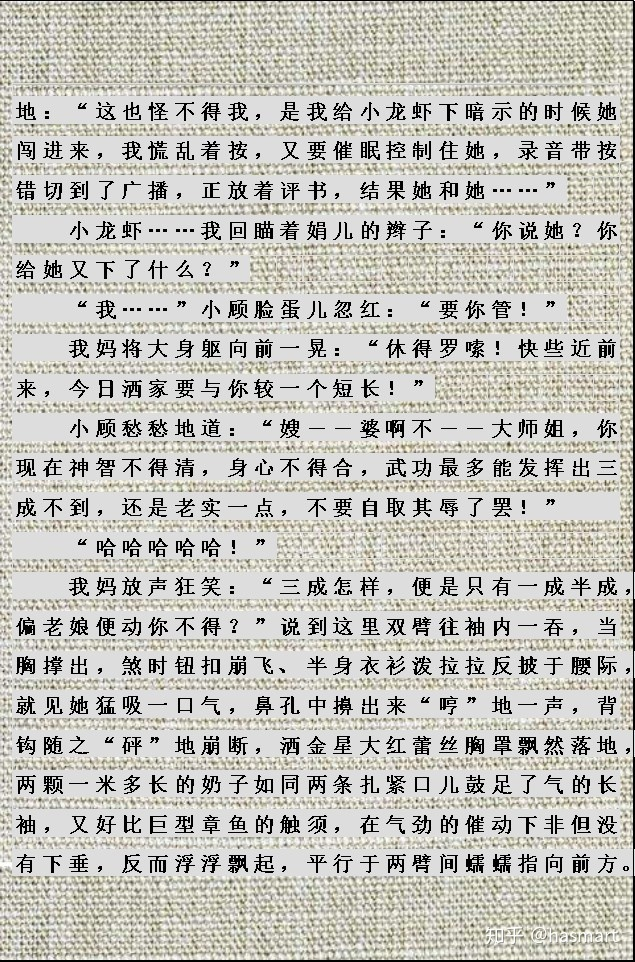 地：“这也怪不得我，是我给小龙虾下暗示的时候她
闯进来，我慌乱着按，又要催眠控制住她，录音带按
错切到了广播，正放着评书，结果她和她……”
小龙虾……我回瞄着娟儿的辫子：“你说她？你
给她又下了什么？”
“我……”小顾脸蛋儿忽红：“要你管！”
我妈将大身躯向前一晃：“休得罗嗦！快些近前
来，今日洒家要与你较一个短长！”
小顾愁愁地道：“嫂－－婆啊不－－大师姐，你
现在神智不得清，身心不得合，武功最多能发挥出三
成不到，还是老实一点，不要自取其辱了罢！”
“哈哈哈哈哈！”
我妈放声狂笑：“三成怎样，便是只有一成半成，
偏老娘便动你不得？”说到这里双臂往袖内一吞，当
胸撑出，煞时钮扣崩飞、半身衣衫泼拉拉反披于腰际，
就见她猛吸一口气，鼻孔中擤出来“哼”地一声，背
钩随之“砰”地崩断，洒金星大红蕾丝胸罩飘然落地，
两颗一米多长的奶子如同两条扎紧口儿鼓足了气的长
袖，又好比巨型章鱼的触须，在气劲的催动下非但没
有下垂，反而浮浮飘起，平行于两臂间蠕蠕指向前方。
知乎 @hasmart